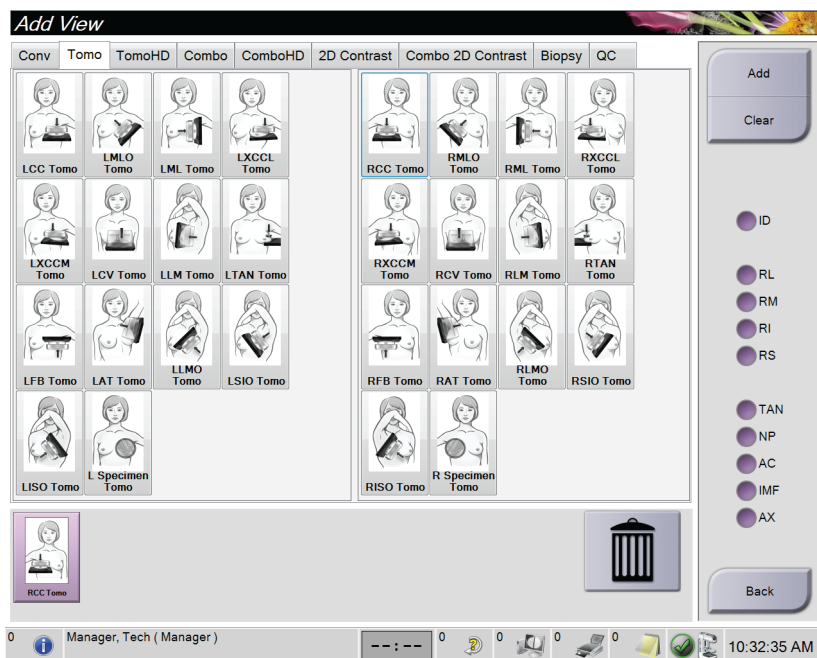 Add View
Conv Tomo TomoHD Combo ComboHD 2D Contrast Combo 2D Contrast Biopsy QC
LCC Tomo
LMLO
Tomo
LML Tomo
LXCCL
Tomo
RCC Tomo
RMLO
Tomo
RML Tomo
RXCCL
Tomo
LXCCM
Tomo
LCV Tomo
LLM Tomo
LTAN Tomo
RXCCM
Tomo
RCV Tomo
RLM Tomo
RTAN
Tomo
LFB Tomo
LAT Tomo
LLMO
Tomo
LSIO Tomo
RFB Tomo
RAT Tomo
RLMO
Tomo
RSIO Tomo
LISO Tomo
L Specimen
Tomo
RISO Tomo
R Specimen
Tomo
Add
Clear
ID
RL
RM
RI
RS
TAN
NP
AC
IMF
AX
Back
RCC Tomo
0 Manager, Tech ( Manager ) --:-- 0 0 0 0 10:32:35 AM